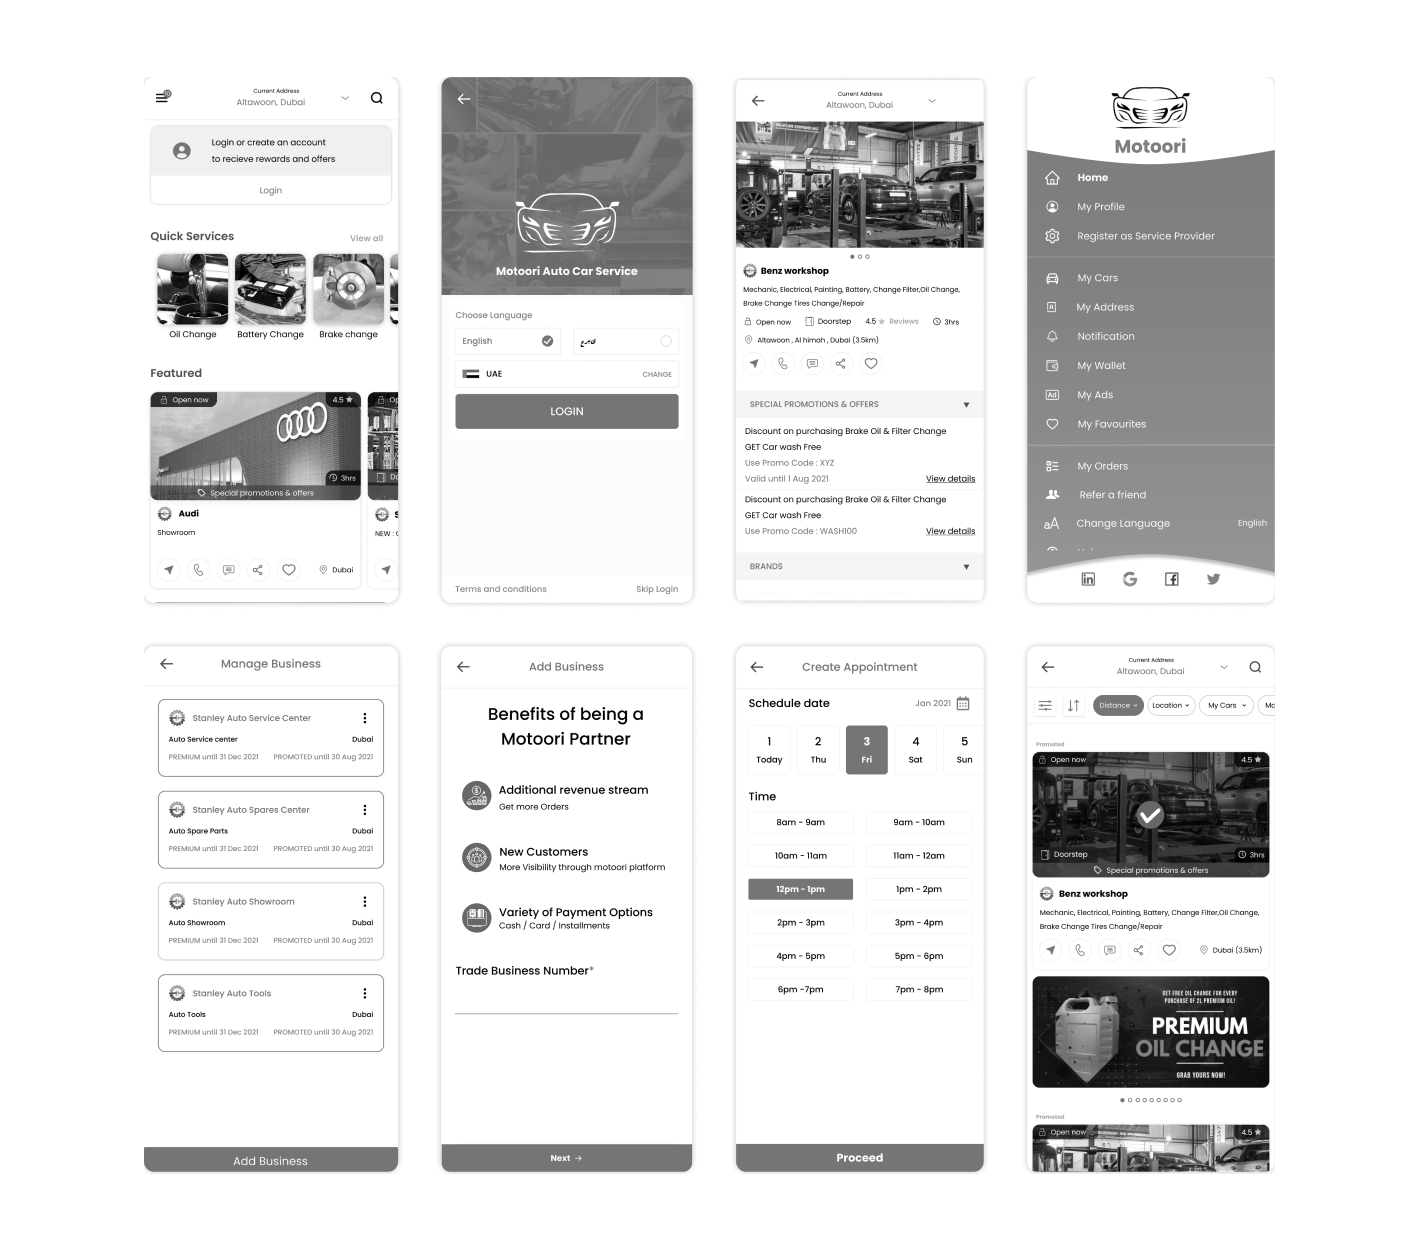 Current Address
Altawoon, Dubai
Login or create an account
to recieve rewards and offers
Login
Quick Services
View all
Oil Change
Battery Change
Brake change
Featured
Open now
4.5
3hrs
Special promotions & offers
Audi
Showroom
Dubai
NEW :
Motoori Auto Car Service
Choose Language
English
UAE
CHANGE
LOGIN
Terms and conditions
Skip Login
Current Address
Altawoon, Dubai
Benz workshop
Mechanic, Electrical, Painting, Battery, Change Filter,Oil Change,
Brake Change Tires Change/Repair
Open now
Doorstep
4.5
Reviews
3hrs
Altawoon , Al himah , Dubai (3.5km)
SPECIAL PROMOTIONS & OFFERS
Discount on purchasing Brake Oil & Filter Change
GET Car wash Free
Use Promo Code : XYZ
Valid until 1 Aug 2021
View details
Discount on purchasing Brake Oil & Filter Change
GET Car wash Free
Use Promo Code : WASH100
View details
BRANDS
Motoori
Home
My Profile
Register as Service Provider
My Cars
My Address
Notification
My Wallet
Ad
My Ads
My Favourites
My Orders
Refer a friend
aA
Change Language
English
Manage Business
Stanley Auto Service Center
Auto Service center
Dubai
PREMIUM until 31 Dec 2021
PROMOTED until 30 Aug 2021
Stanley Auto Spares Center
Auto Spare Parts
Dubai
PREMIUM until 31 Dec 2021
PROMOTED until 30 Aug 2021
Stanley Auto Showroom
Auto Showroom
Dubai
PREMIUM until 31 Dec 2021
PROMOTED until 30 Aug 2021
Stanley Auto Tools
Auto Tools
Dubai
PREMIUM until 31 Dec 2021
PROMOTED until 30 Aug 2021
Add Business
Add Business
Benefits of being a
Motoori Partner
Additional revenue stream
Get more Orders
New Customers
More Visibility through motoori platform
Variety of Payment Options
Cash / Card / Installments
Trade Business Number*
Next →
Create Appointment
Schedule date
Jan 2021
1 2 3 4 5
Today Thu Fri Sat Sun
Time
8am - 9am
9am - 10am
10am - 11am
11am - 12am
12pm - 1pm
1pm - 2pm
2pm - 3pm
3pm - 4pm
4pm - 5pm
5pm - 6pm
6pm -7pm
7pm - 8pm
Proceed
Current Address
Altawoon, Dubai
Distance
Location
My Cars
Promoted
Open now
4.5
Doorstep
3hrs
Special promotions & offers
Benz workshop
Mechanic, Electrical, Painting, Battery, Change Filter,Oil Change,
Brake Change Tires Change/Repair
Dubai (3.5km)
GET FREE OIL CHANGE FOR EVERY
PURCHASE OF 2L PREMIUM OIL!
PREMIUM
OIL CHANGE
GRAB YOURS NOW!
Promoted
Open now
4.5